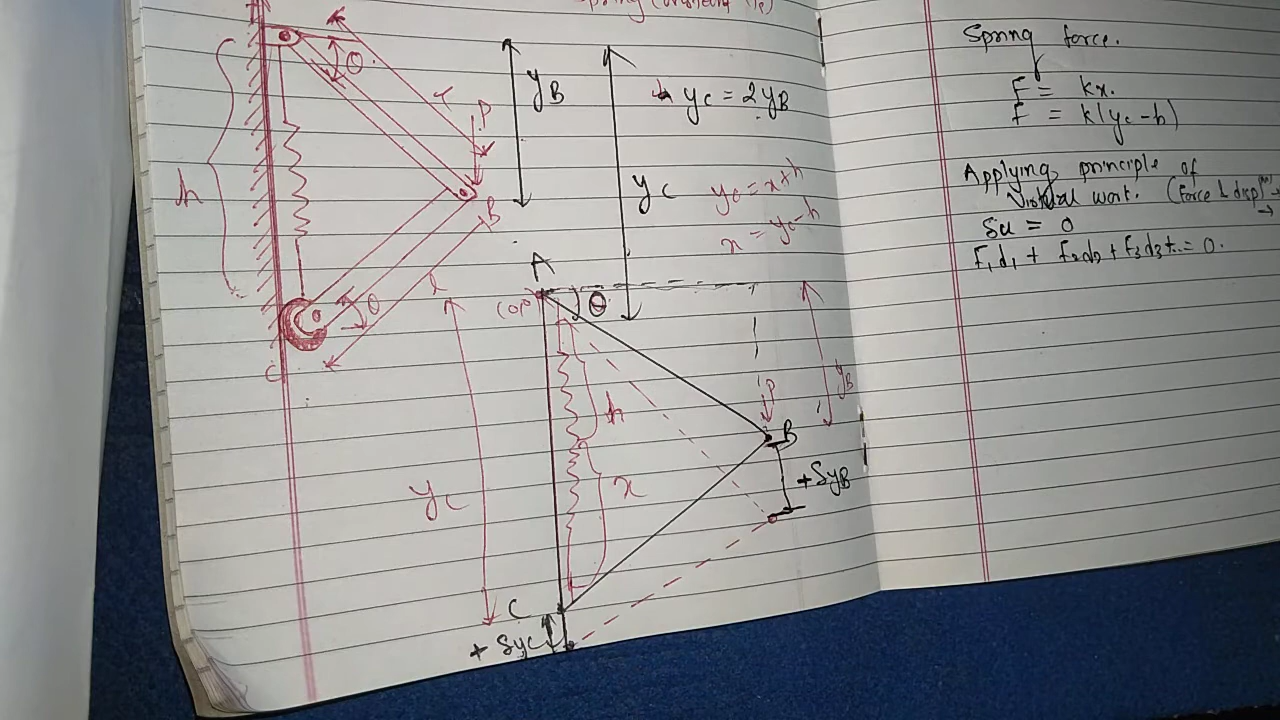 θ
r
P
B
h
l
θ
C
yB
yC
yC = 2yB
yC = x+h
x = yC-h
A
θ
h
P
yB
B
+δyB
x
yC
C
+ δyC
Spring force.
F = kx.
F = k(yC-h)
Applying principle of
Virtual work. (force & disp
δu = 0
F1d1 + F2d2 + F3d3+.. = 0.